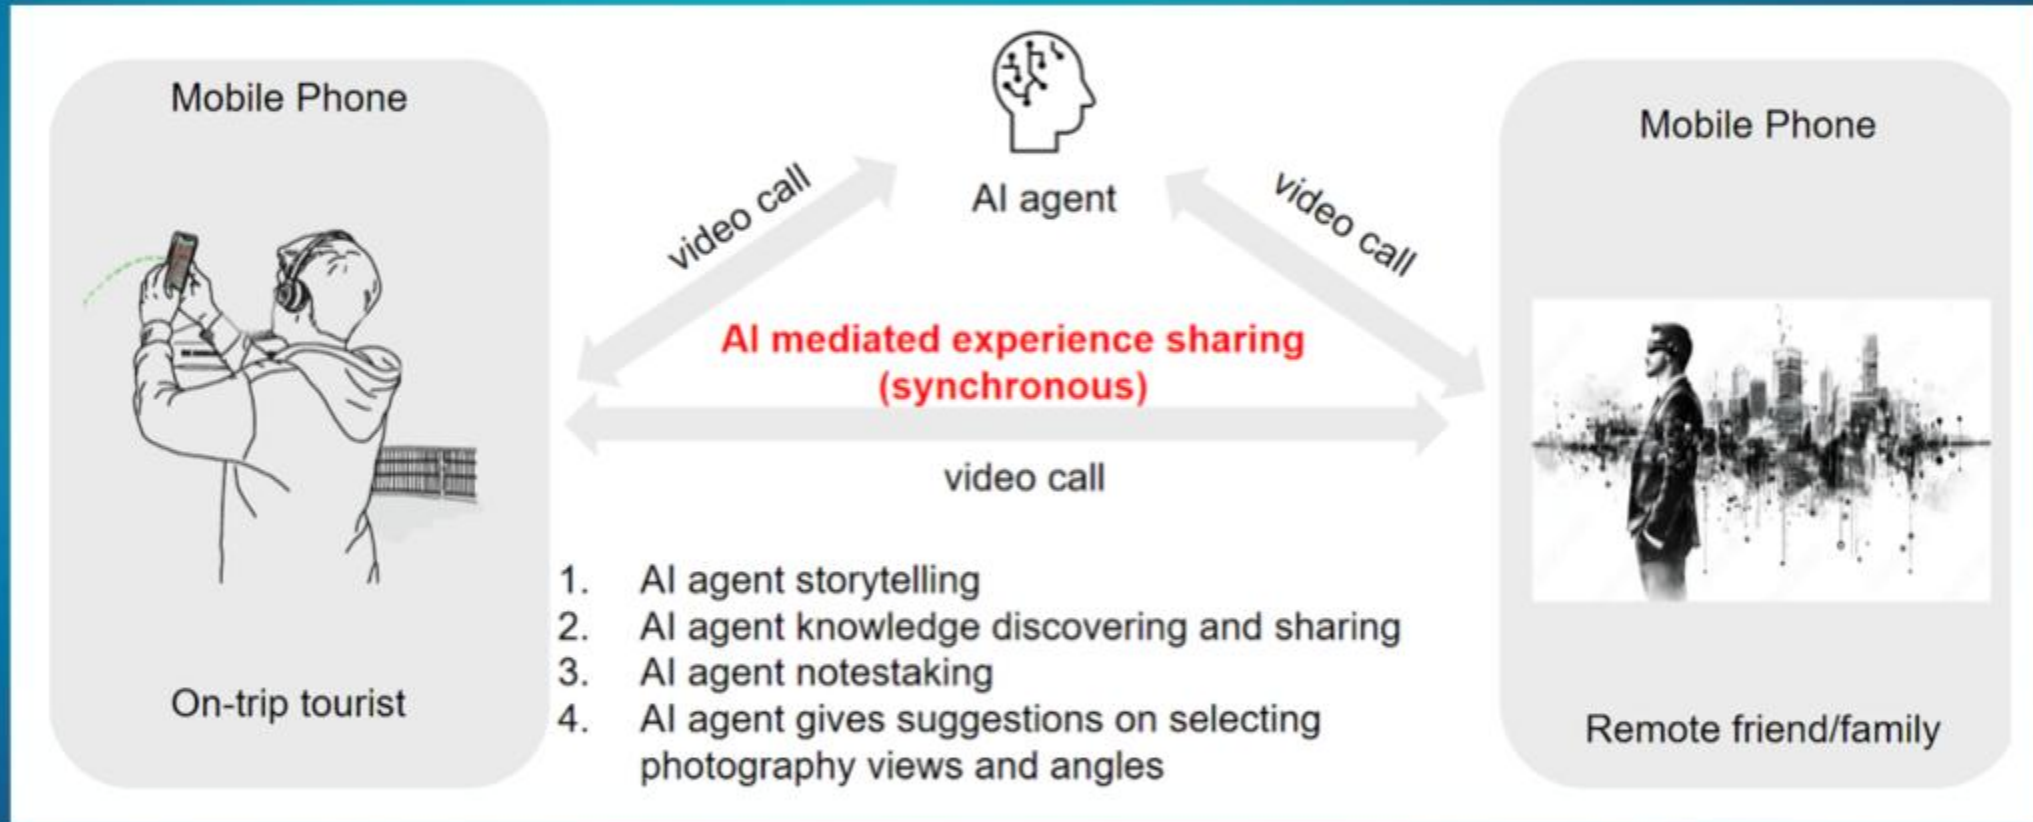 Mobile Phone
AI agent
Mobile Phone
video call
video call
AI mediated experience sharing
(synchronous)
video call
1. AI agent storytelling
2. AI agent knowledge discovering and sharing
3. AI agent notestaking
4. AI agent gives suggestions on selecting
photography views and angles
On-trip tourist
Remote friend/family